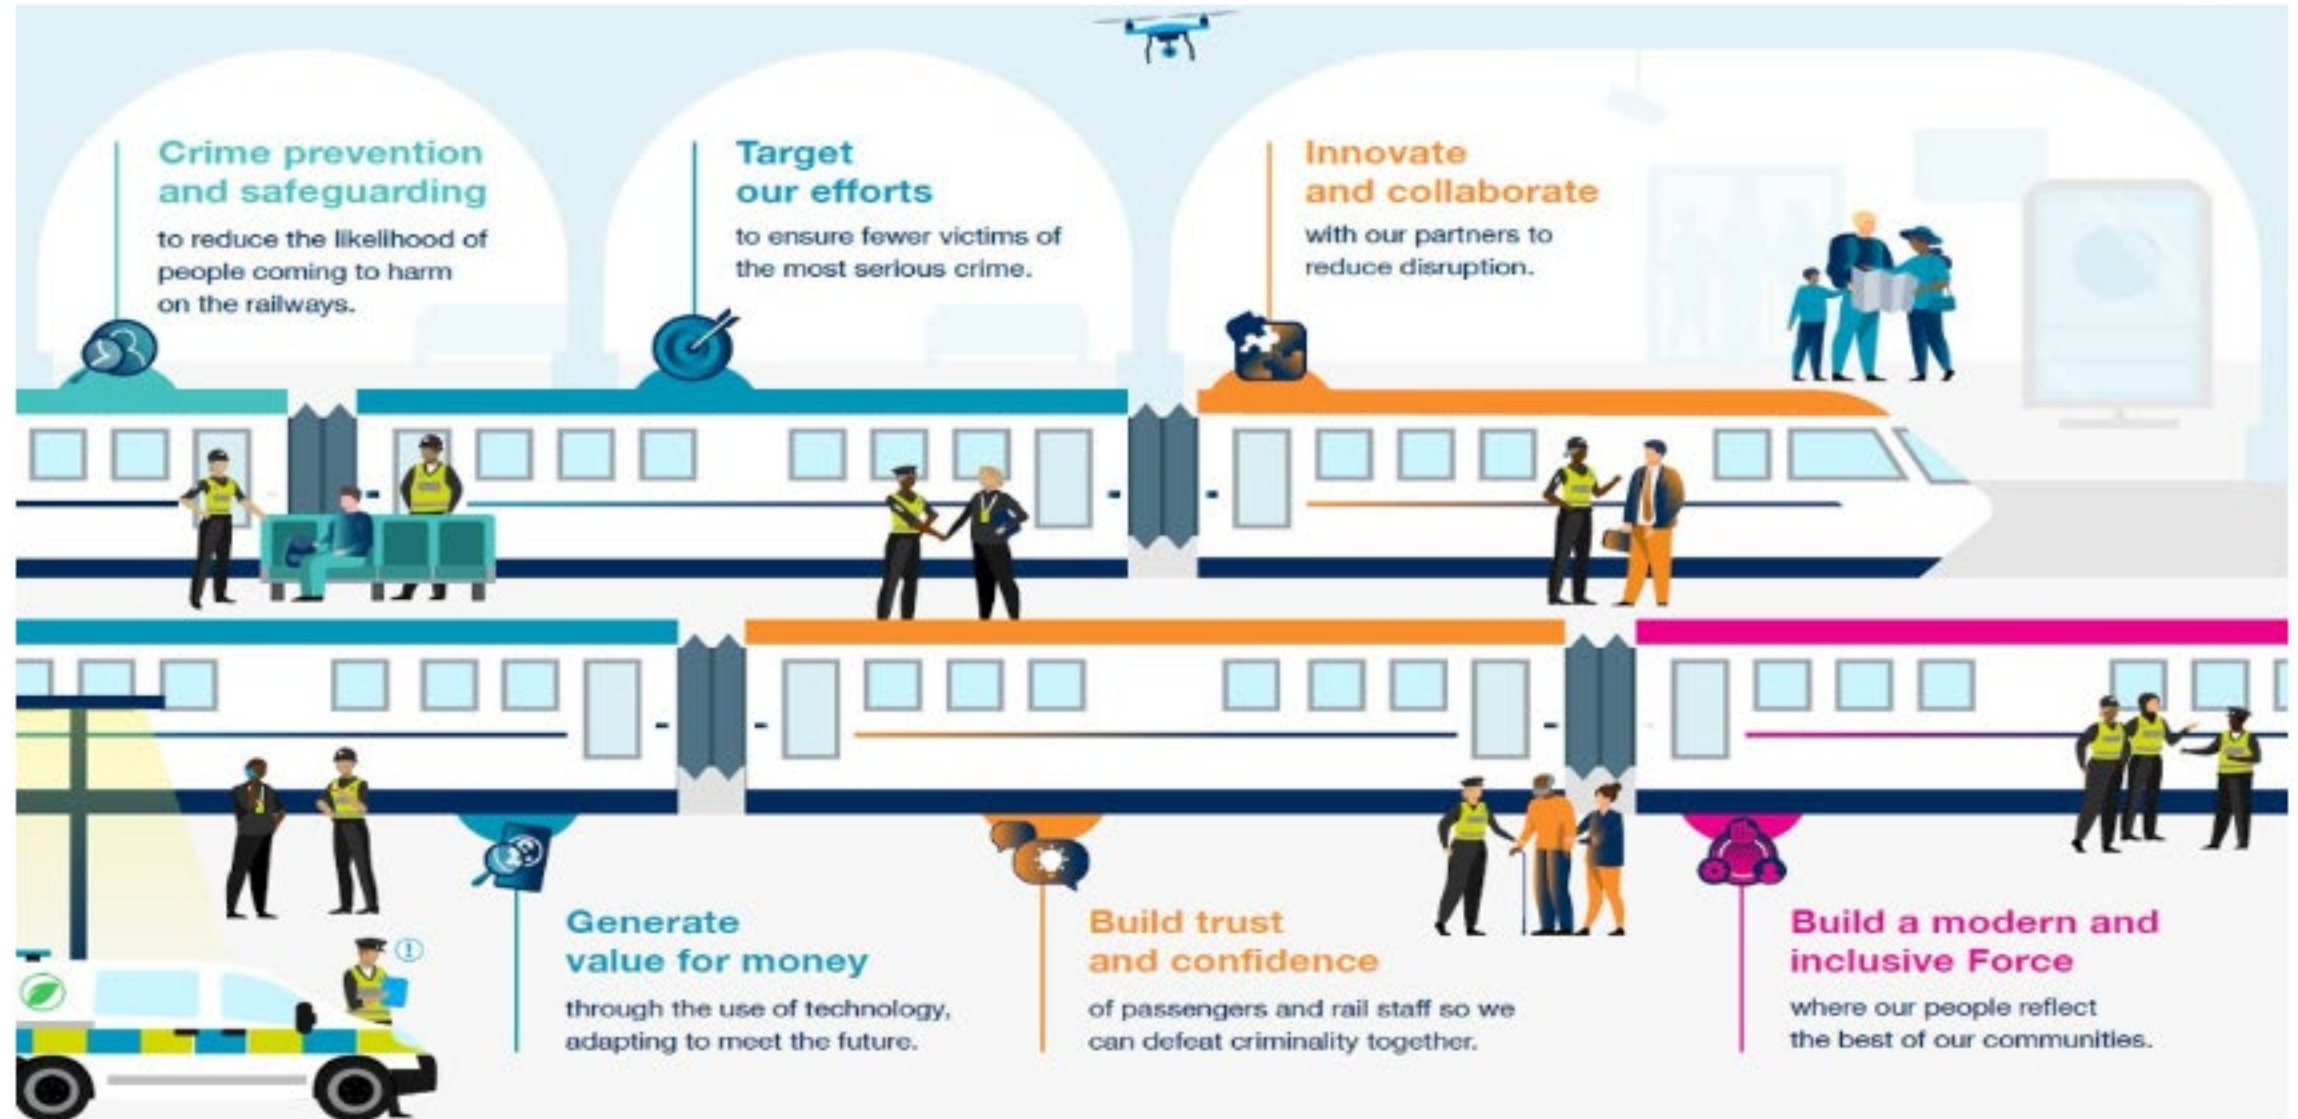 Crime prevention
and safeguarding
to reduce the likelihood of
people coming to harm
on the railways.
Target
our efforts
to ensure fewer victims of
the most serious crime.
Innovate
and collaborate
with our partners to
reduce disruption.
Generate
value for money
through the use of technology,
adapting to meet the future.
Build trust
and confidence
of passengers and rail staff so we
can defeat criminality together.
Build a modern and
inclusive Force
where our people reflect
the best of our communities.